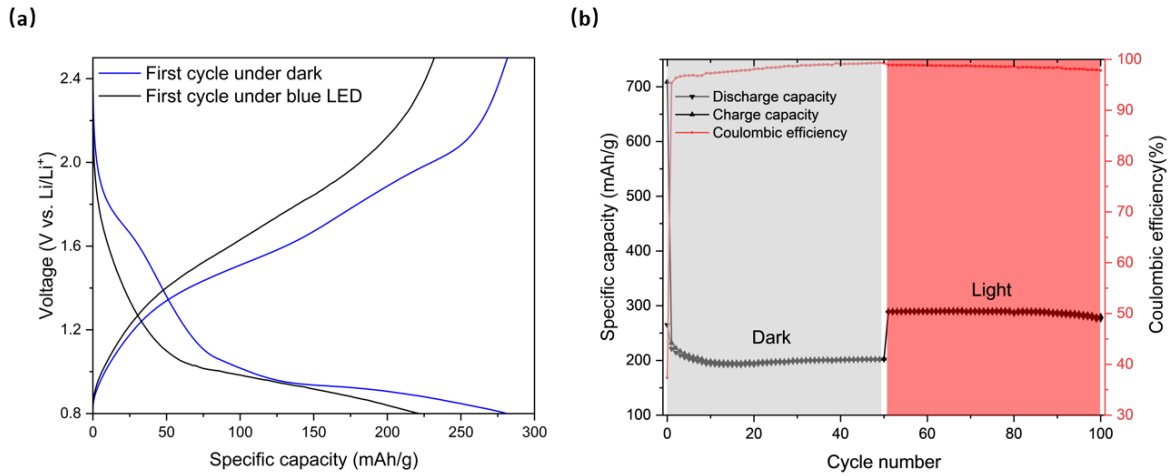 (a)
First cycle under dark
First cycle under blue LED
2.4
2.0
1.6
1.2
0.8
Voltage (V vs. Li/Li⁺)
0 50 100 150 200 250 300
Specific capacity (mAh/g)
(b)
Discharge capacity
Charge capacity
Coulombic efficiency
Dark
Light
700
600
500
400
300
200
100
Specific capacity (mAh/g)
100
90
80
70
60
50
40
30
Coulombic efficiency(%)
0 20 40 60 80 100
Cycle number